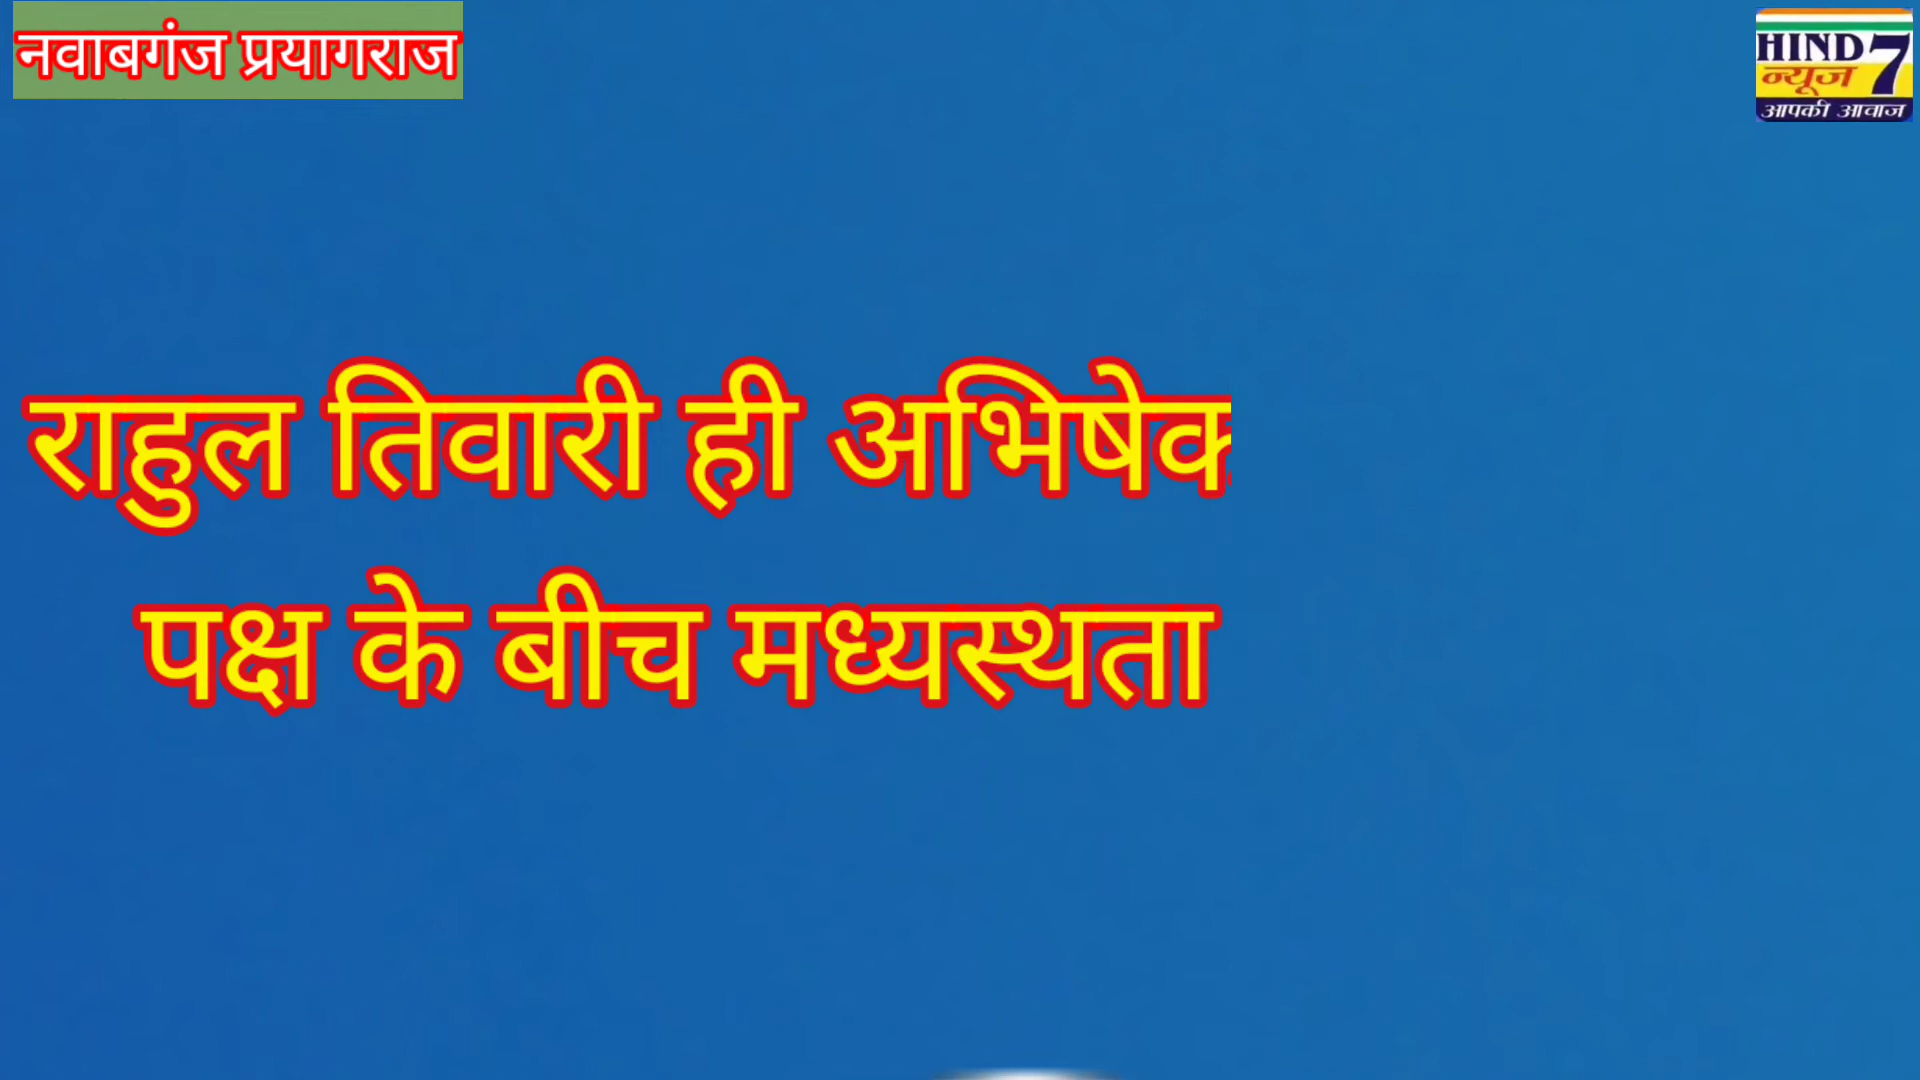 नवाबगंज प्रयागराज
HIND 7
न्यूज
आपकी आवाज
राहुल तिवारी ही अभिषेक
पक्ष के बीच मध्यस्थता